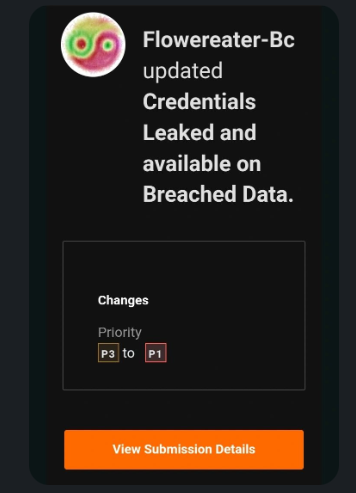 Flowereater-Bc
updated
Credentials
Leaked and
available on
Breached Data.
Changes
Priority
P3 to P1
View Submission Details